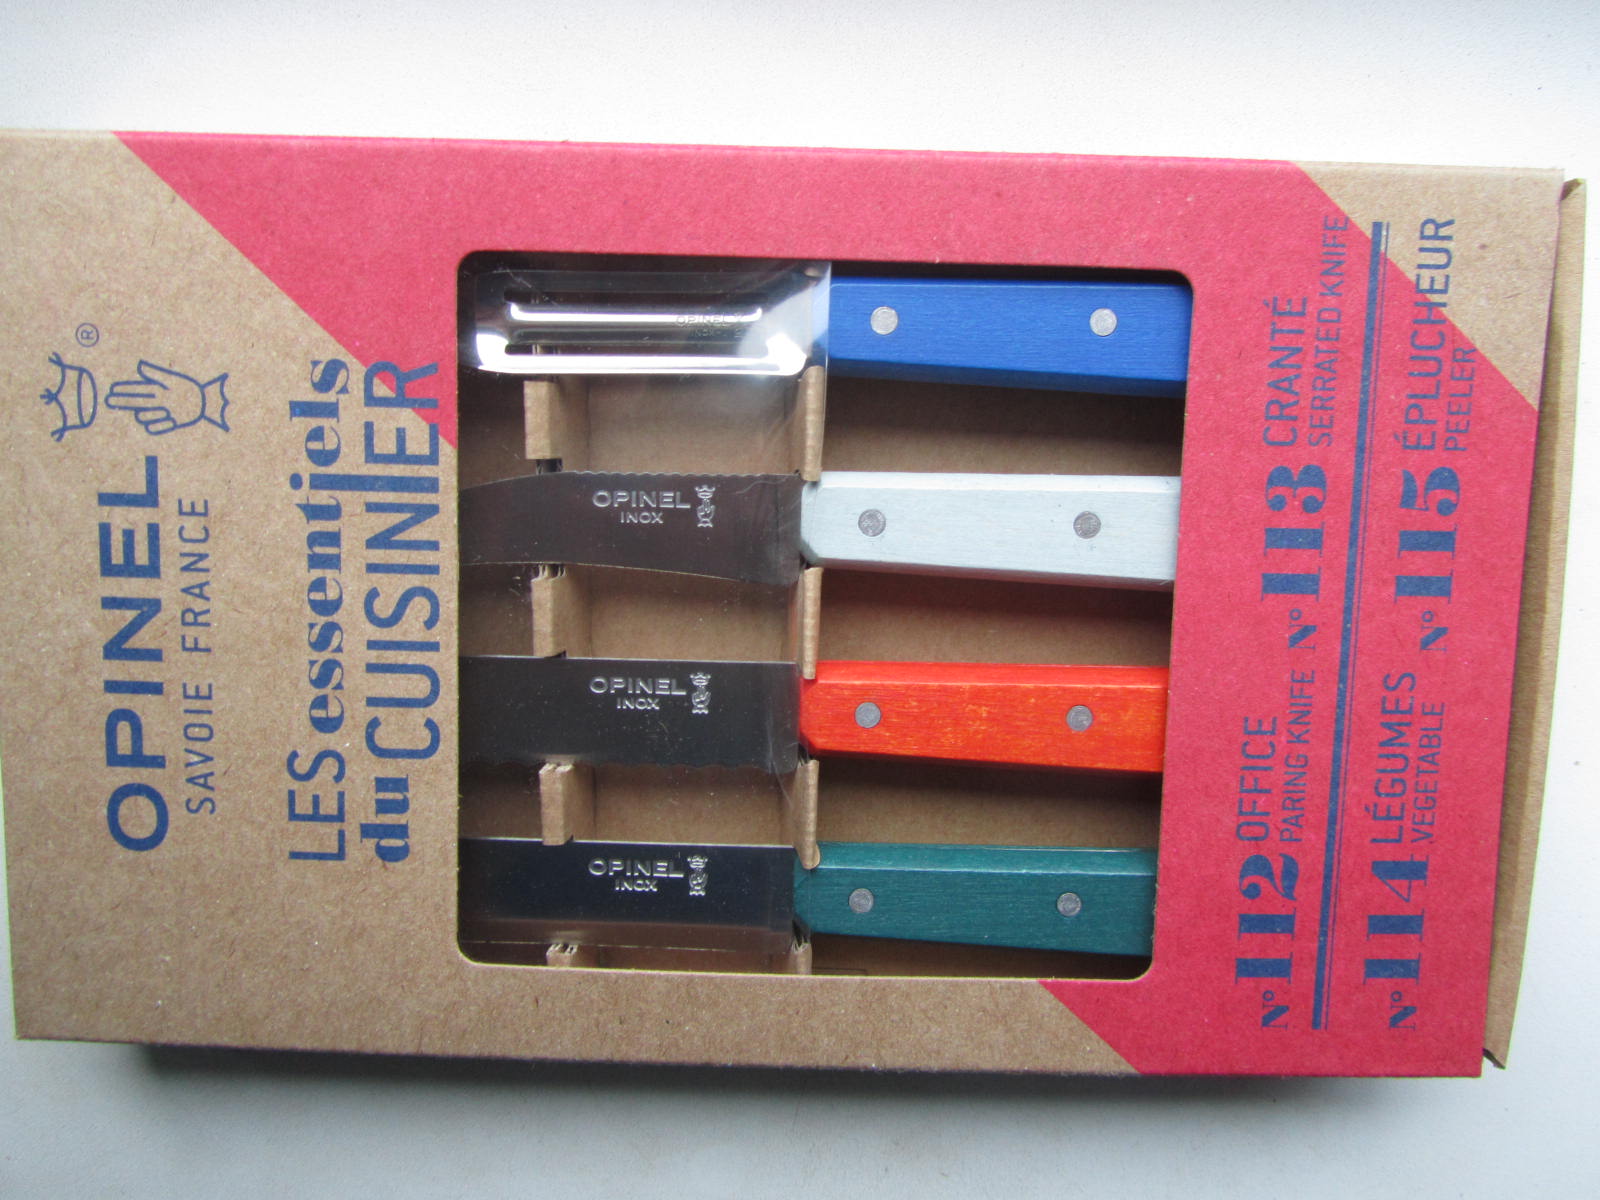 ®
OPINEL
SAVOIE FRANCE
LES essentiels
du CUISINIER
OPINEL
INOX
OPINEL
INOX
OPINEL
INOX
OPINEL
N°112 OFFICE
PARING KNIFE
N°113 CRANTÉ
SERRATED KNIFE
N°114 LÉGUMES
VEGETABLE
N°115 ÉPLUCHEUR
PEELER